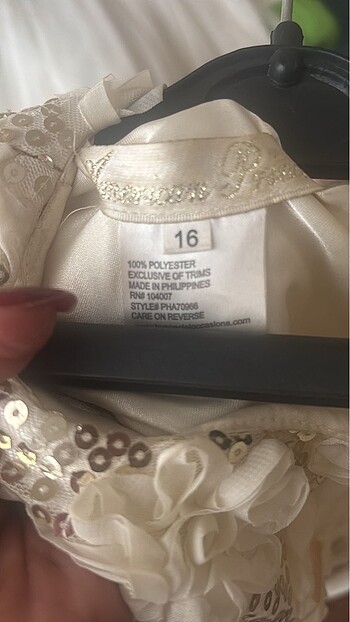 16
100% POLYESTER
EXCLUSIVE OF TRIMS
MADE IN PHILIPPINES
RN# 104007
STYLE# PHA70966
CARE ON REVERSE